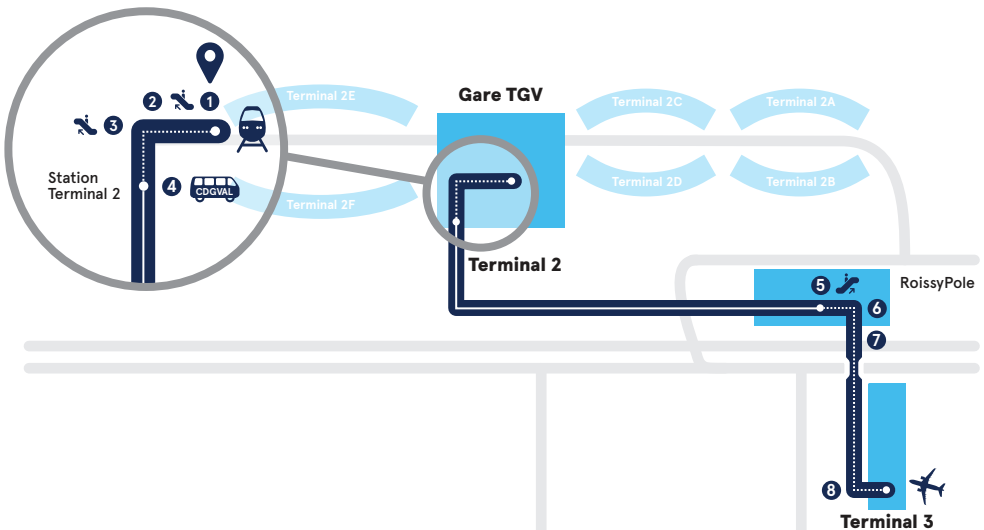 2
1
3
Station
Terminal 2
4
CDGVAL
Terminal 2E
Terminal 2F
Gare TGV
Terminal 2
Terminal 2C
Terminal 2A
Terminal 2D
Terminal 2B
5
6
RoissyPole
7
8
Terminal 3